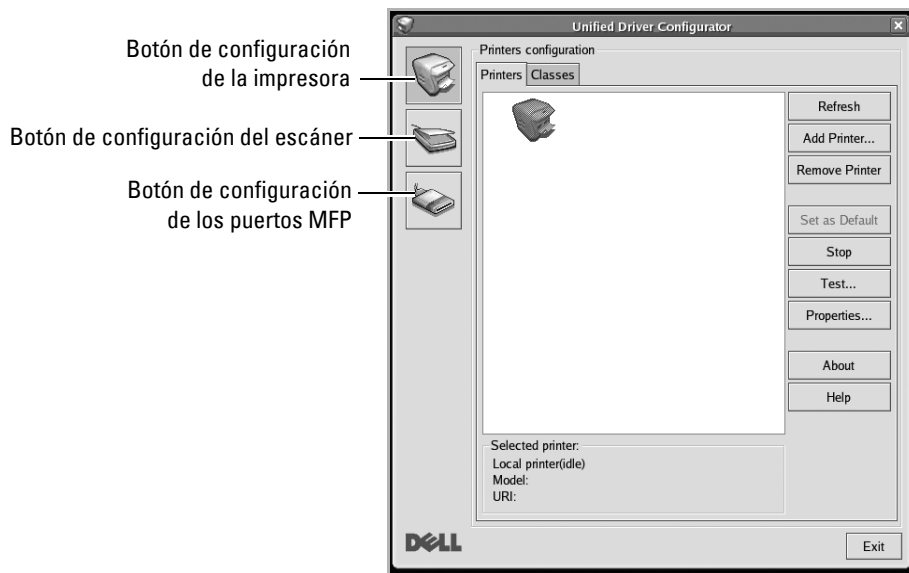 Unified Driver Configurator
Botón de configuración
de la impresora
Botón de configuración del escáner
Botón de configuración
de los puertos MFP
Printers configuration
Printers Classes
Refresh
Add Printer...
Remove Printer
Set as Default
Stop
Test...
Properties...
About
Help
Selected printer:
Local printer(idle)
Model:
URI:
DELL
Exit